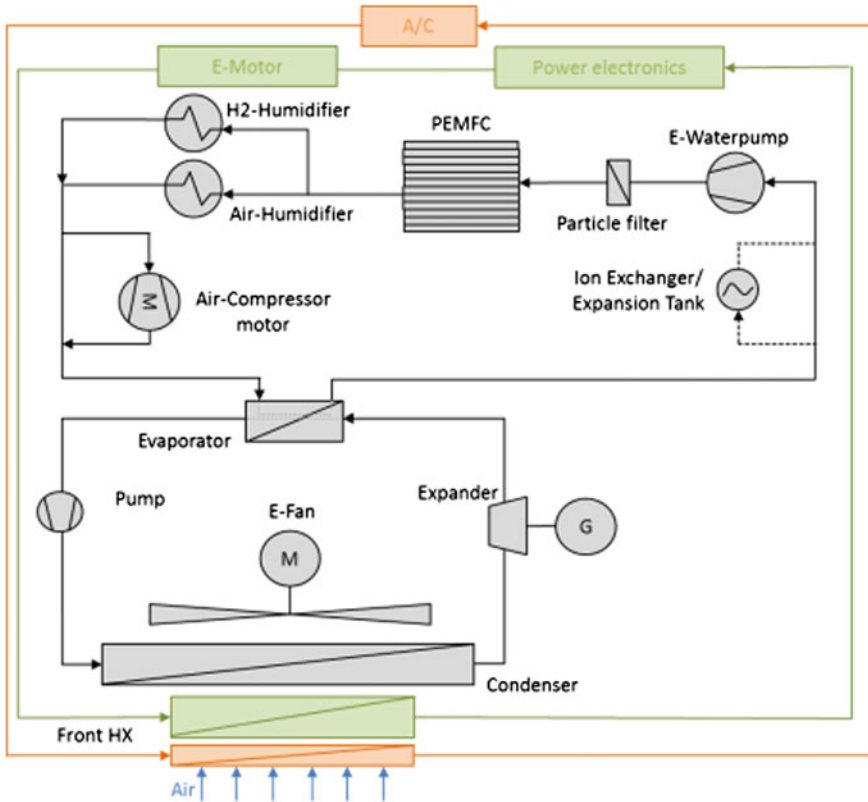 A/C
E-Motor
Power electronics
H2-Humidifier
PEMFC
E-Waterpump
Air-Humidifier
Particle filter
M
Air-Compressor
motor
Ion Exchanger/
Expansion Tank
Evaporator
Pump
E-Fan
Expander
M
G
Condenser
Front HX
Air